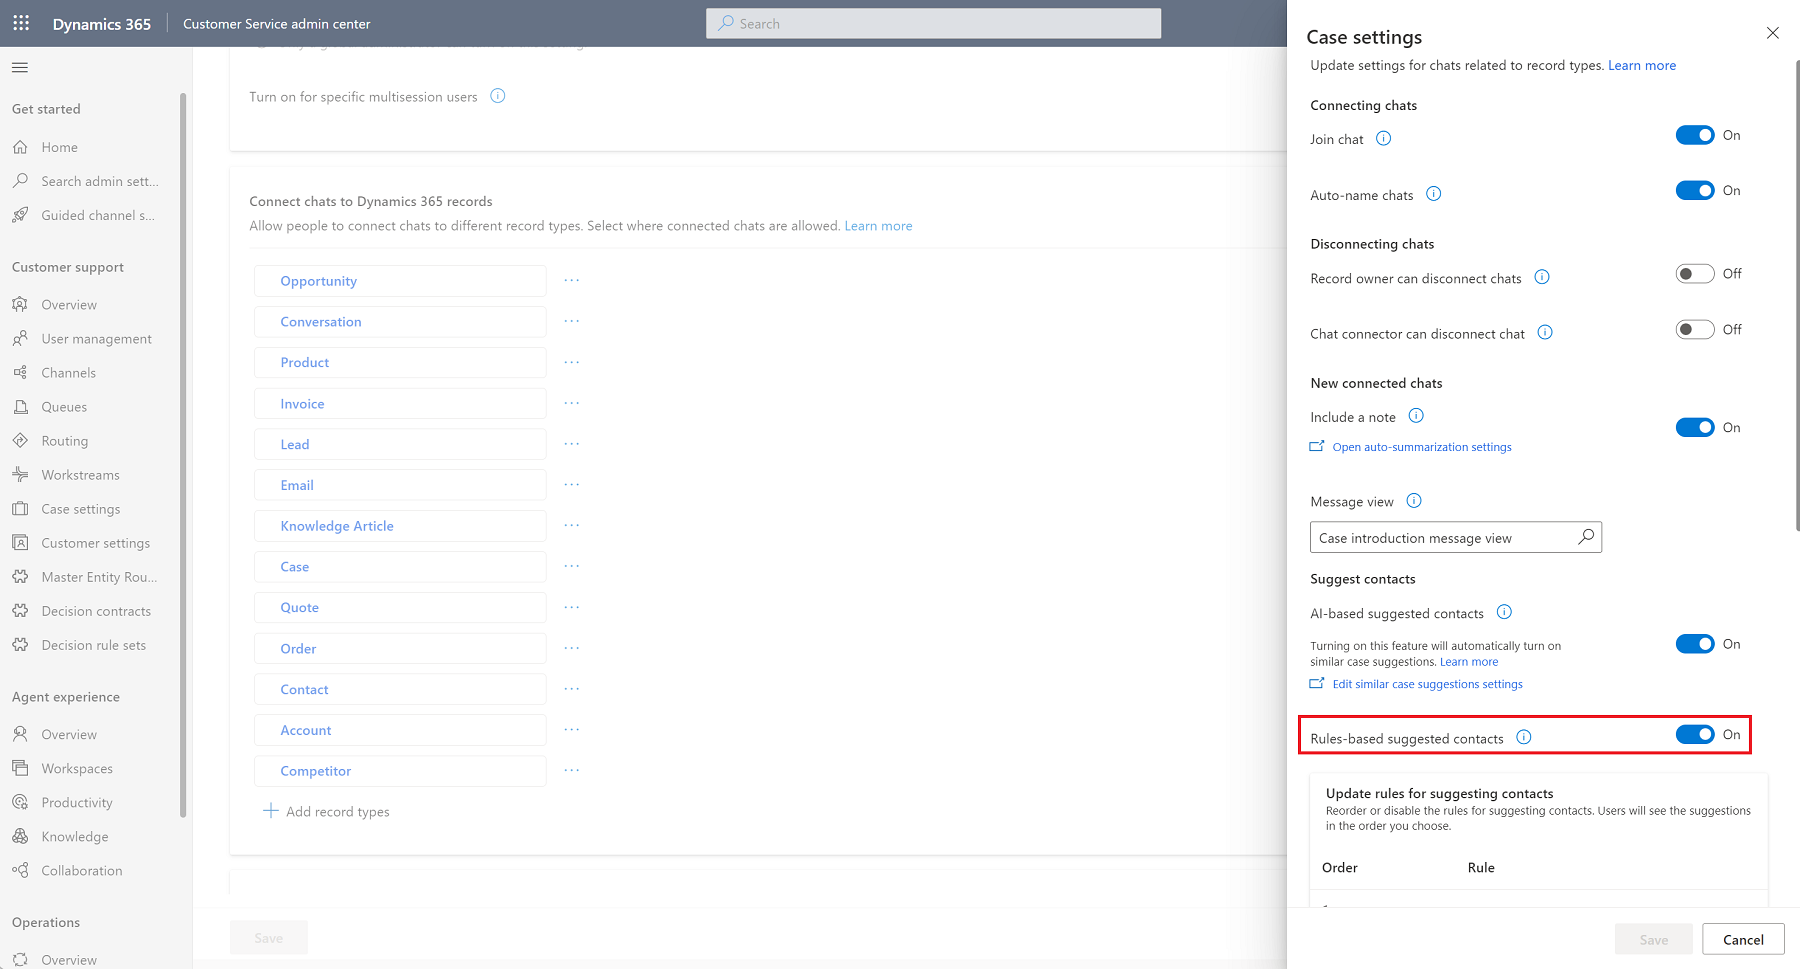 Dynamics 365
Customer Service admin center
Search
Get started
Home
Search admin sett...
Guided channel s...
Customer support
Overview
User management
Channels
Queues
Routing
Workstreams
Case settings
Customer settings
Master Entity Rou...
Decision contracts
Decision rule sets
Agent experience
Overview
Workspaces
Productivity
Knowledge
Collaboration
Operations
Overview
Turn on for specific multisession users
Connect chats to Dynamics 365 records
Allow people to connect chats to different record types. Select where connected chats are allowed. Learn more
Opportunity
Conversation
Product
Invoice
Lead
Email
Knowledge Article
Case
Quote
Order
Contact
Account
Competitor
Add record types
Save
Case settings
Update settings for chats related to record types. Learn more
Connecting chats
Join chat
On
Auto-name chats
On
Disconnecting chats
Record owner can disconnect chats
Off
Chat connector can disconnect chat
Off
New connected chats
Include a note
On
Open auto-summarization settings
Message view
Case introduction message view
Suggest contacts
AI-based suggested contacts
Turning on this feature will automatically turn on
similar case suggestions. Learn more
On
Edit similar case suggestions settings
Rules-based suggested contacts
On
Update rules for suggesting contacts
Reorder or disable the rules for suggesting contacts. Users will see the suggestions
in the order you choose.
Order
Rule
Save
Cancel